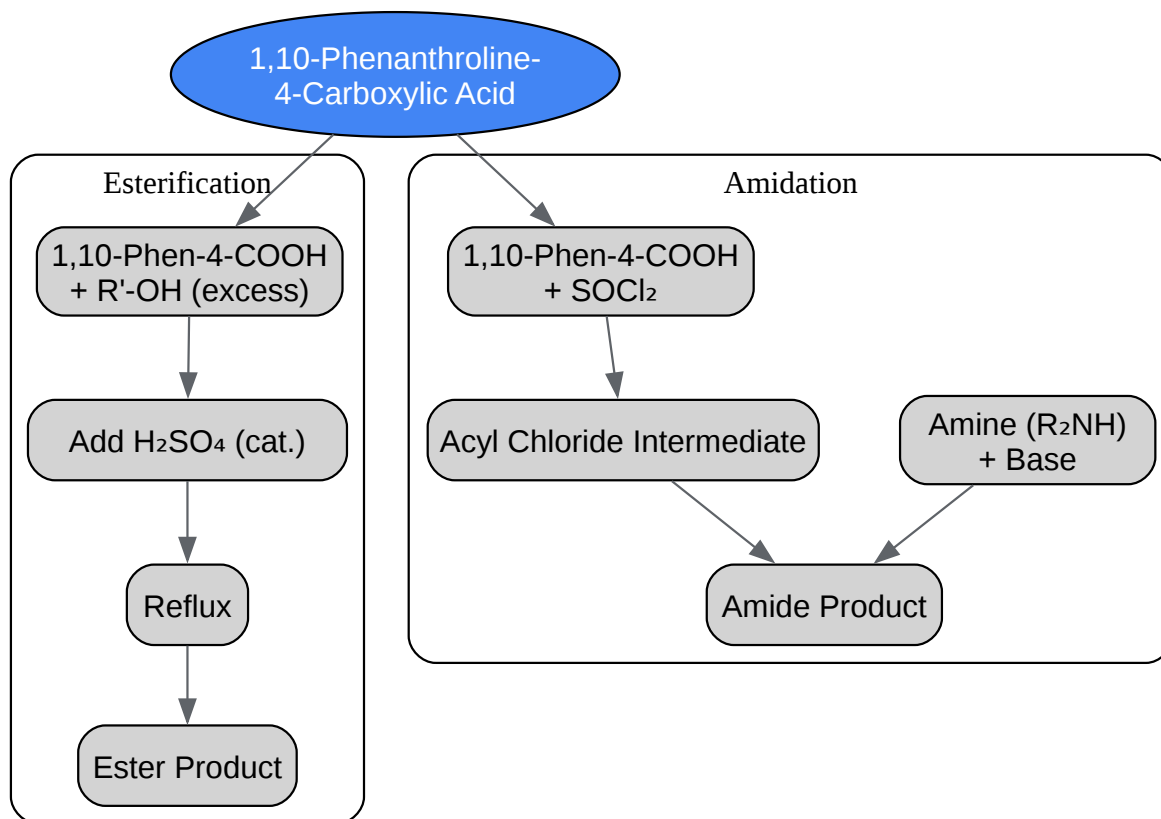 1,10-Phenanthroline-
4-Carboxylic Acid
Esterification
1,10-Phen-4-COOH
+ R'-OH (excess)
Add H₂SO₄ (cat.)
Reflux
Ester Product
Amidation
1,10-Phen-4-COOH
+ SOCl₂
Acyl Chloride Intermediate
Amine (R₂NH)
+ Base
Amide Product